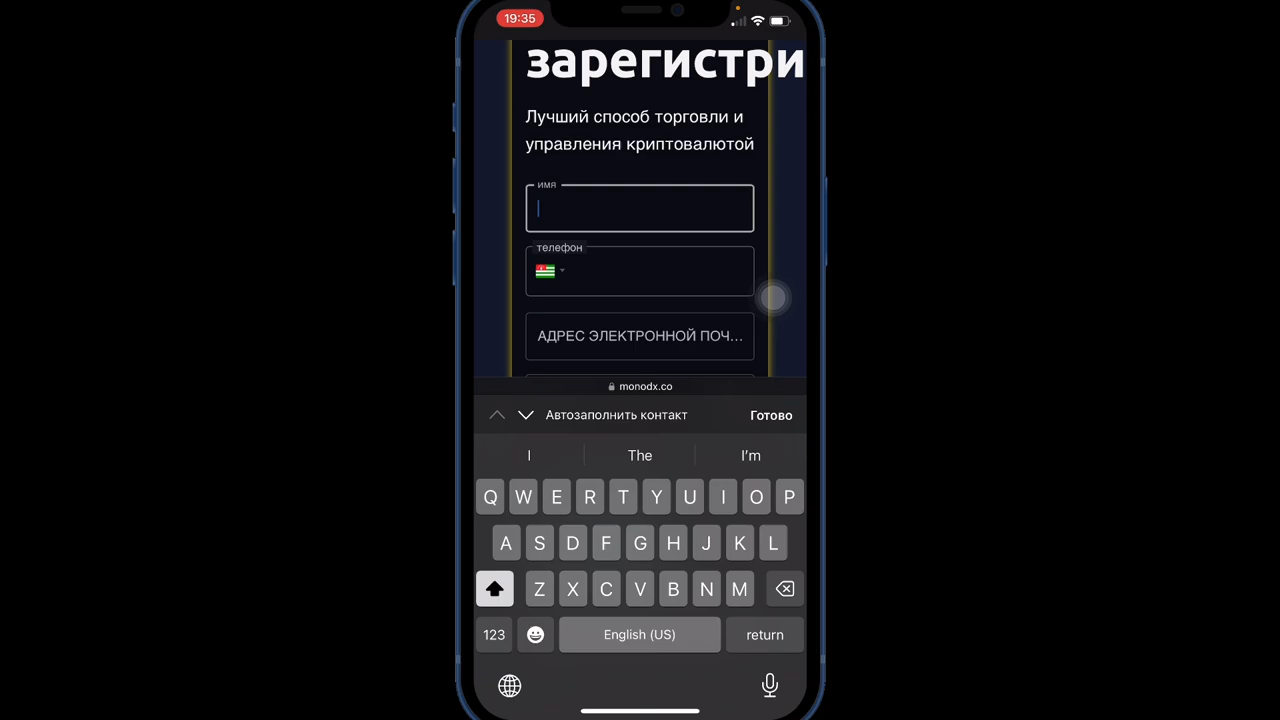 19:35
зарегистри
Лучший способ торговли и
управления криптовалютой
имя
телефон
АДРЕС ЭЛЕКТРОННОЙ ПОЧ...
monodx.co
Автозаполнить контакт
Готово
I The I'm
Q W E R T Y U I O P
A S D F G H J K L
Z X C V B N M
123 English (US) return